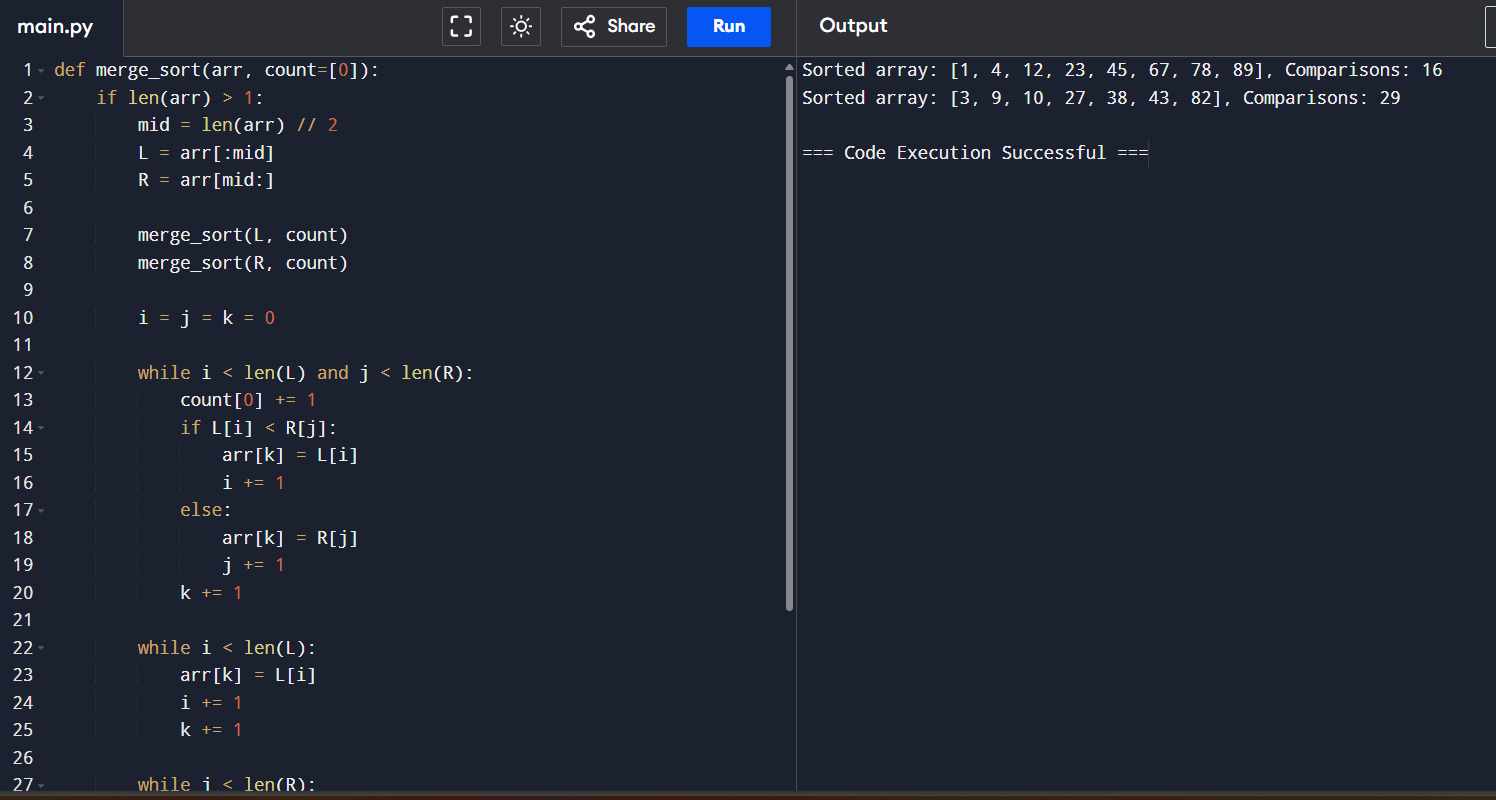 main.py
Share
Run
Output
1 def merge_sort(arr, count=[0]):
2     if len(arr) > 1:
3         mid = len(arr) // 2
4         L = arr[:mid]
5         R = arr[mid:]
6
7         merge_sort(L, count)
8         merge_sort(R, count)
9
10         i = j = k = 0
11
12         while i < len(L) and j < len(R):
13             count[0] += 1
14             if L[i] < R[j]:
15                 arr[k] = L[i]
16                 i += 1
17             else:
18                 arr[k] = R[j]
19                 j += 1
20             k += 1
21
22         while i < len(L):
23             arr[k] = L[i]
24             i += 1
25             k += 1
26
27         while j < len(R):
Sorted array: [1, 4, 12, 23, 45, 67, 78, 89], Comparisons: 16
Sorted array: [3, 9, 10, 27, 38, 43, 82], Comparisons: 29
=== Code Execution Successful ===